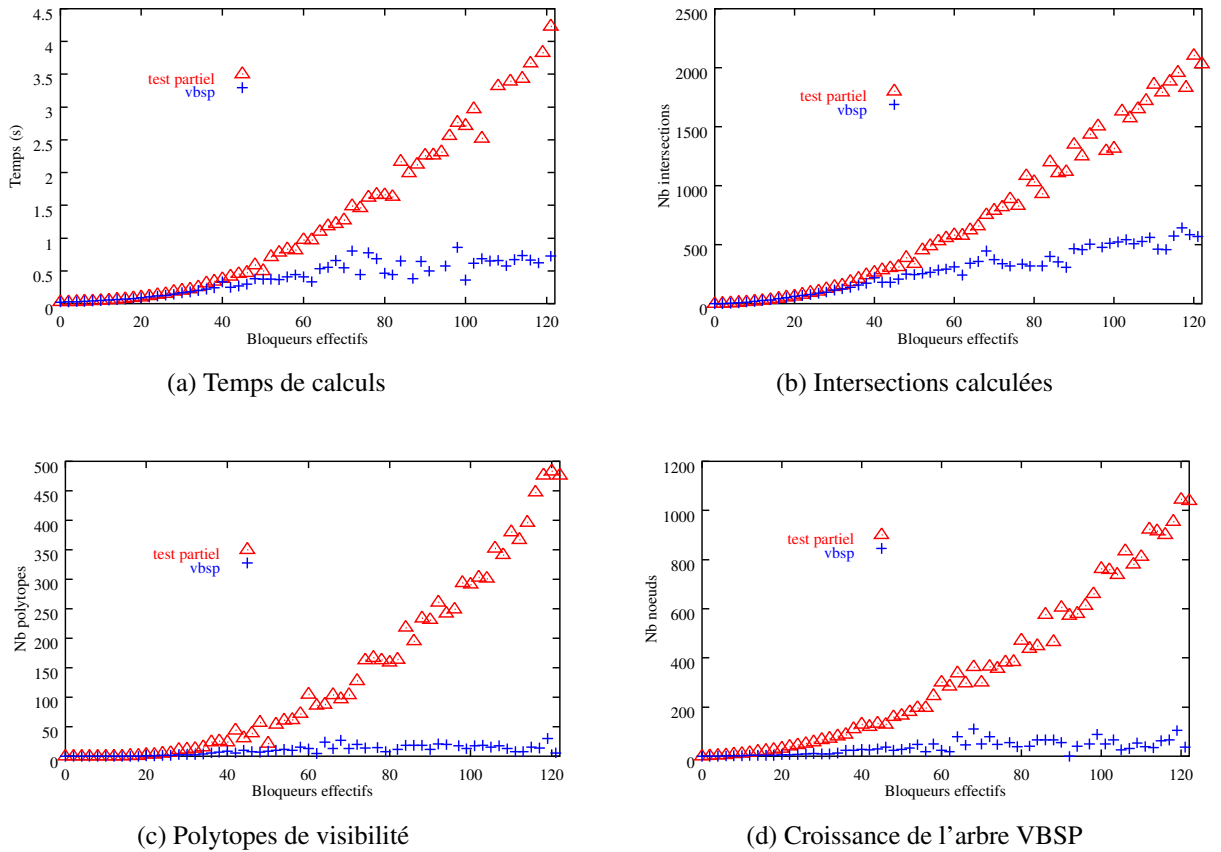 4.5
4
3.5
3
2.5
2
1.5
1
0.5
0
Temps (s)
test partiel
vbsp
0 20 40 60 80 100 120
Bloqueurs effectifs
(a) Temps de calculs
2500
2000
1500
1000
500
0
Nb intersections
test partiel
vbsp
0 20 40 60 80 100 120
Bloqueurs effectifs
(b) Intersections calculées
500
450
400
350
300
250
200
150
100
50
0
Nb polytopes
test partiel
vbsp
0 20 40 60 80 100 120
Bloqueurs effectifs
(c) Polytopes de visibilité
1200
1000
800
600
400
200
0
Nb noeuds
test partiel
vbsp
0 20 40 60 80 100 120
Bloqueurs effectifs
(d) Croissance de l'arbre VBSP